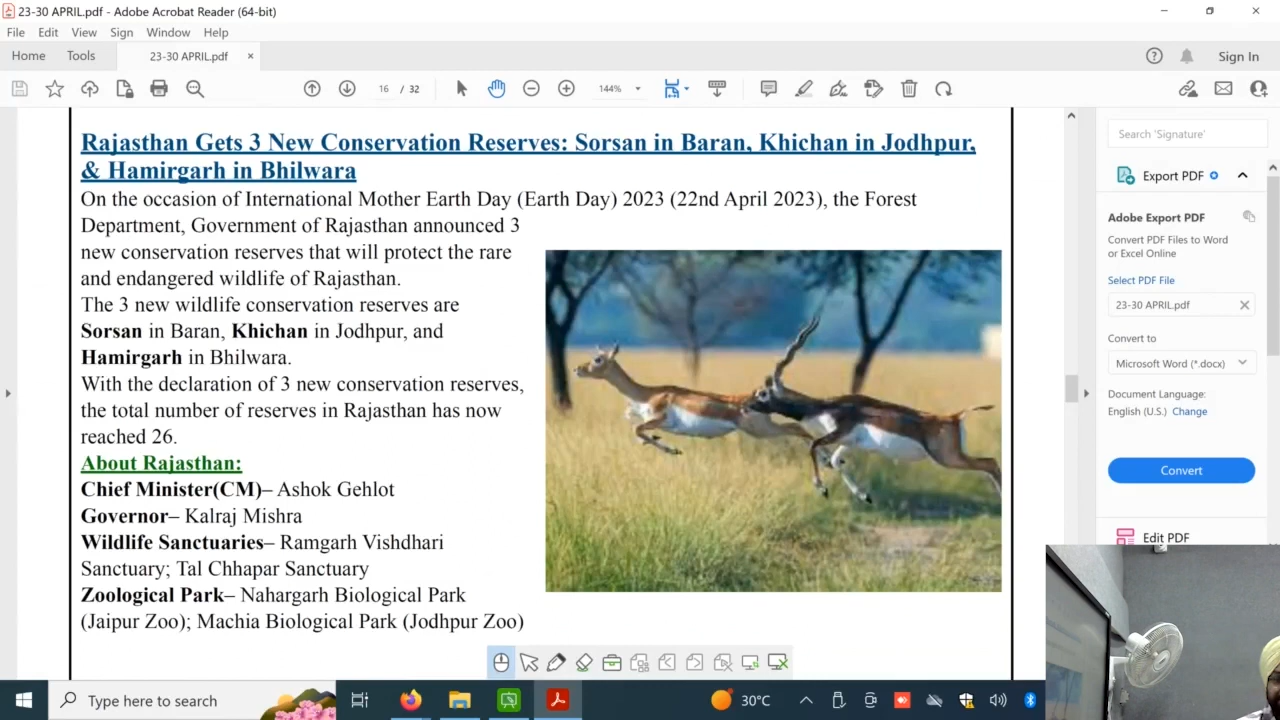 23-30 APRIL.pdf - Adobe Acrobat Reader (64-bit)
File Edit View Sign Window Help
Home Tools 23-30 APRIL.pdf × Sign In
16 / 32 144%
Rajasthan Gets 3 New Conservation Reserves: Sorsan in Baran, Khichan in Jodhpur,
& Hamirgarh in Bhilwara
On the occasion of International Mother Earth Day (Earth Day) 2023 (22nd April 2023), the Forest
Department, Government of Rajasthan announced 3
new conservation reserves that will protect the rare
and endangered wildlife of Rajasthan.
The 3 new wildlife conservation reserves are
Sorsan in Baran, Khichan in Jodhpur, and
Hamirgarh in Bhilwara.
With the declaration of 3 new conservation reserves,
the total number of reserves in Rajasthan has now
reached 26.
About Rajasthan:
Chief Minister(CM)– Ashok Gehlot
Governor– Kalraj Mishra
Wildlife Sanctuaries– Ramgarh Vishdhari
Sanctuary; Tal Chhapar Sanctuary
Zoological Park– Nahargarh Biological Park
(Jaipur Zoo); Machia Biological Park (Jodhpur Zoo)
Search 'Signature'
Export PDF
Adobe Export PDF
Convert PDF Files to Word
or Excel Online
Select PDF File
23-30 APRIL.pdf
Convert to
Microsoft Word (*.docx)
Document Language:
English (U.S.) Change
Convert
Edit PDF
Type here to search
30°C